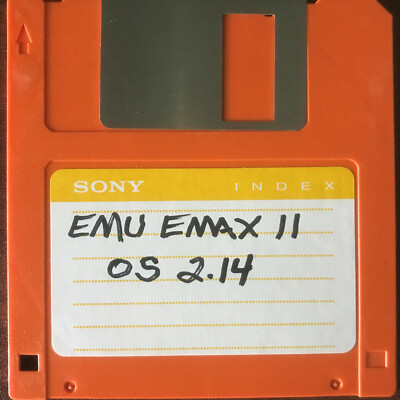 SONY INDEX
EMU EMAX II
OS 2.14